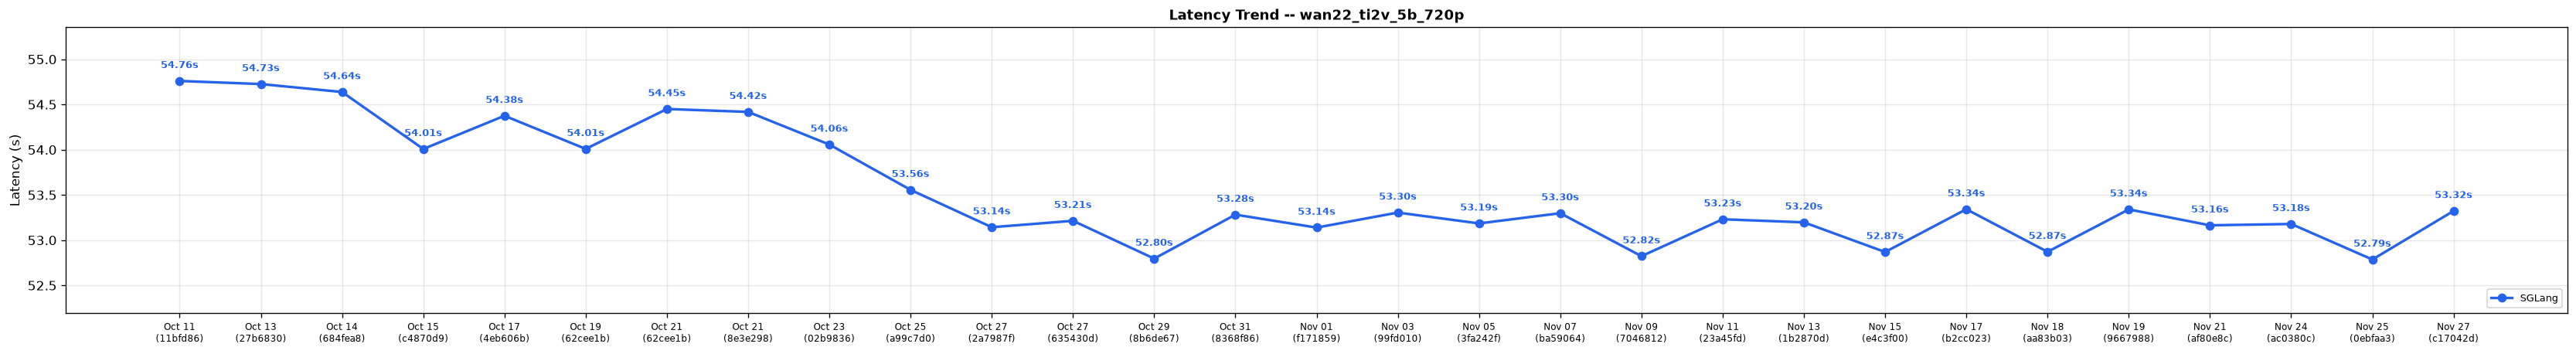 Latency Trend -- wan22_ti2v_5b_720p
Latency (s)
55.0
54.5
54.0
53.5
53.0
52.5
54.76s
54.73s
54.64s
54.01s
54.38s
54.01s
54.45s
54.42s
54.06s
53.56s
53.14s
53.21s
52.80s
53.28s
53.14s
53.30s
53.19s
53.30s
52.82s
53.23s
53.20s
52.87s
53.34s
52.87s
53.34s
53.16s
53.18s
52.79s
53.32s
SGLang
Oct 11
(11bfd86)
Oct 13
(27b6830)
Oct 14
(684fea8)
Oct 15
(c4870d9)
Oct 17
(4eb606b)
Oct 19
(62cee1b)
Oct 21
(62cee1b)
Oct 21
(8e3e298)
Oct 23
(02b9836)
Oct 25
(a99c7d0)
Oct 27
(2a7987f)
Oct 27
(635430d)
Oct 29
(8b6de67)
Oct 31
(8368f86)
Nov 01
(f171859)
Nov 03
(99fd010)
Nov 05
(3fa242f)
Nov 07
(ba59064)
Nov 09
(7046812)
Nov 11
(23a45fd)
Nov 13
(1b2870d)
Nov 15
(e4c3f00)
Nov 17
(b2cc023)
Nov 18
(aa83b03)
Nov 19
(9667988)
Nov 21
(af80e8c)
Nov 24
(ac0380c)
Nov 25
(0ebfaa3)
Nov 27
(c17042d)